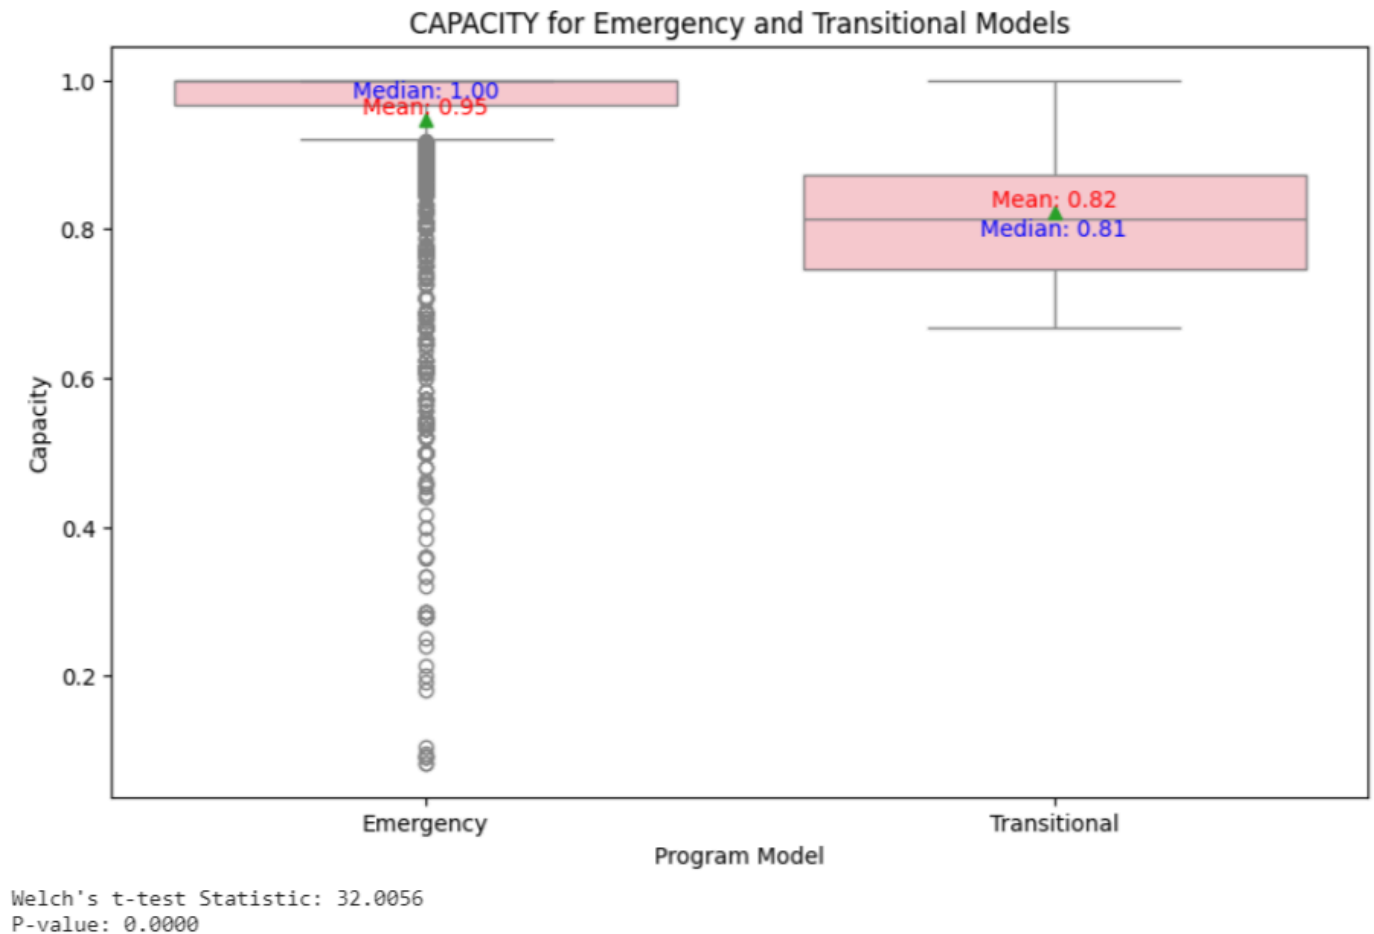 CAPACITY for Emergency and Transitional Models
1.0
0.8
0.6
0.4
0.2
Capacity
Median: 1.00
Mean: 0.95
Mean: 0.82
Median: 0.81
Emergency
Transitional
Program Model
Welch's t-test Statistic: 32.0056
P-value: 0.0000